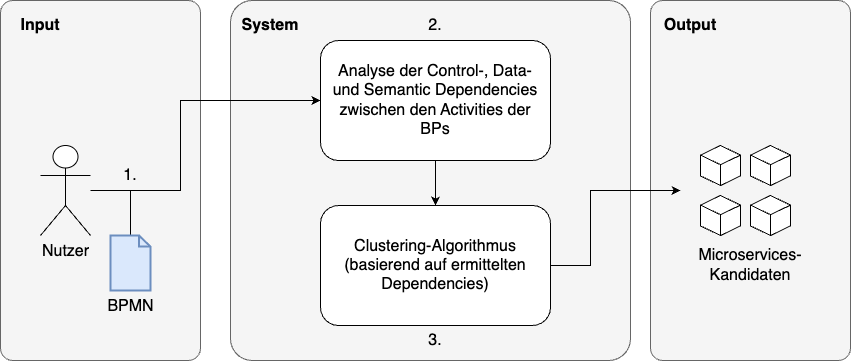 Input
System
2.
Output
Analyse der Control-, Data-
und Semantic Dependencies
zwischen den Activities der
BPs
1.
Nutzer
BPMN
Clustering-Algorithmus
(basierend auf ermittelten
Dependencies)
3.
Microservices-
Kandidaten